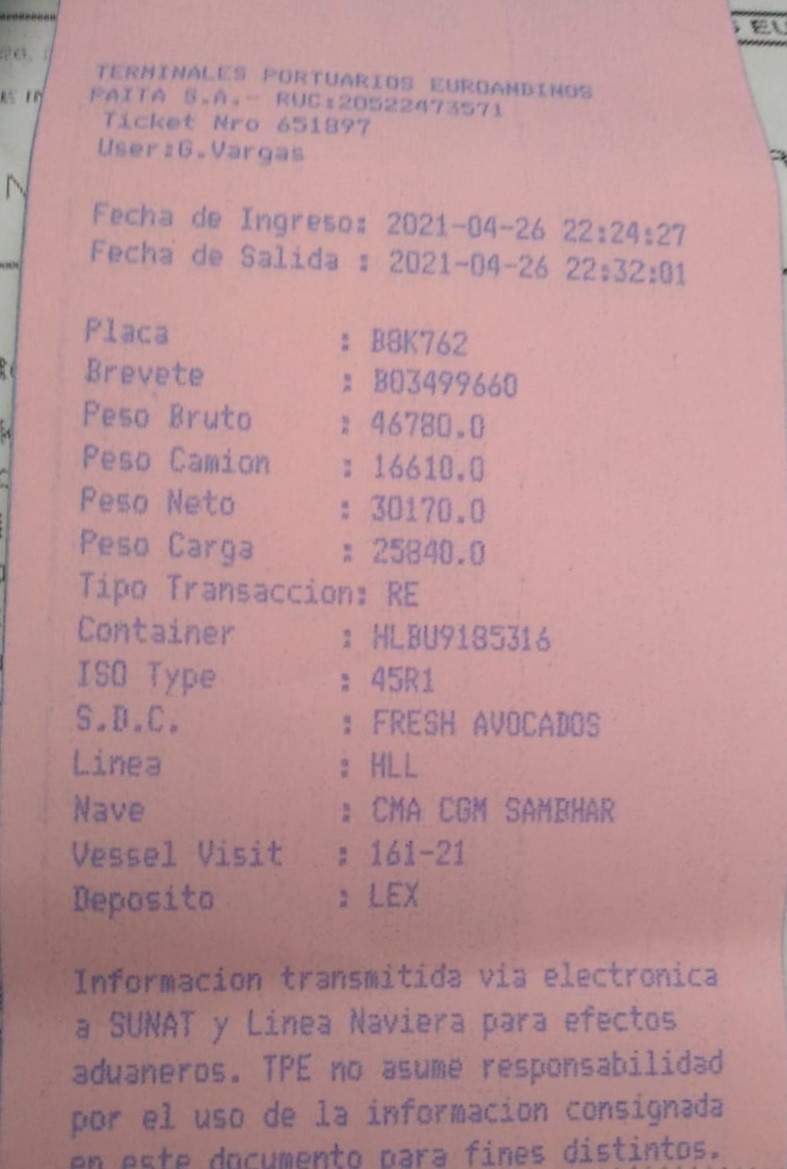 TERMINALES PORTUARIOS EUROANDINOS
PAITA S.A.- RUC:20522473571
Ticket Nro 651897
User:G.Vargas
Fecha de Ingreso: 2021-04-26 22:24:27
Fecha de Salida : 2021-04-26 22:32:01
Placa : B8K762
Brevete : B03499660
Peso Bruto : 46780.0
Peso Camion : 16610.0
Peso Neto : 30170.0
Peso Carga : 25840.0
Tipo Transaccion: RE
Container : HLBU9185316
ISO Type : 45R1
S.D.C. : FRESH AVOCADOS
Linea : HLL
Nave : CMA CGM SAMBHAR
Vessel Visit : 161-21
Deposito : LEX
Informacion transmitida via electronica
a SUNAT y Linea Naviera para efectos
aduaneros. TPE no asume responsabilidad
por el uso de la informacion consignada
en este documento para fines distintos.